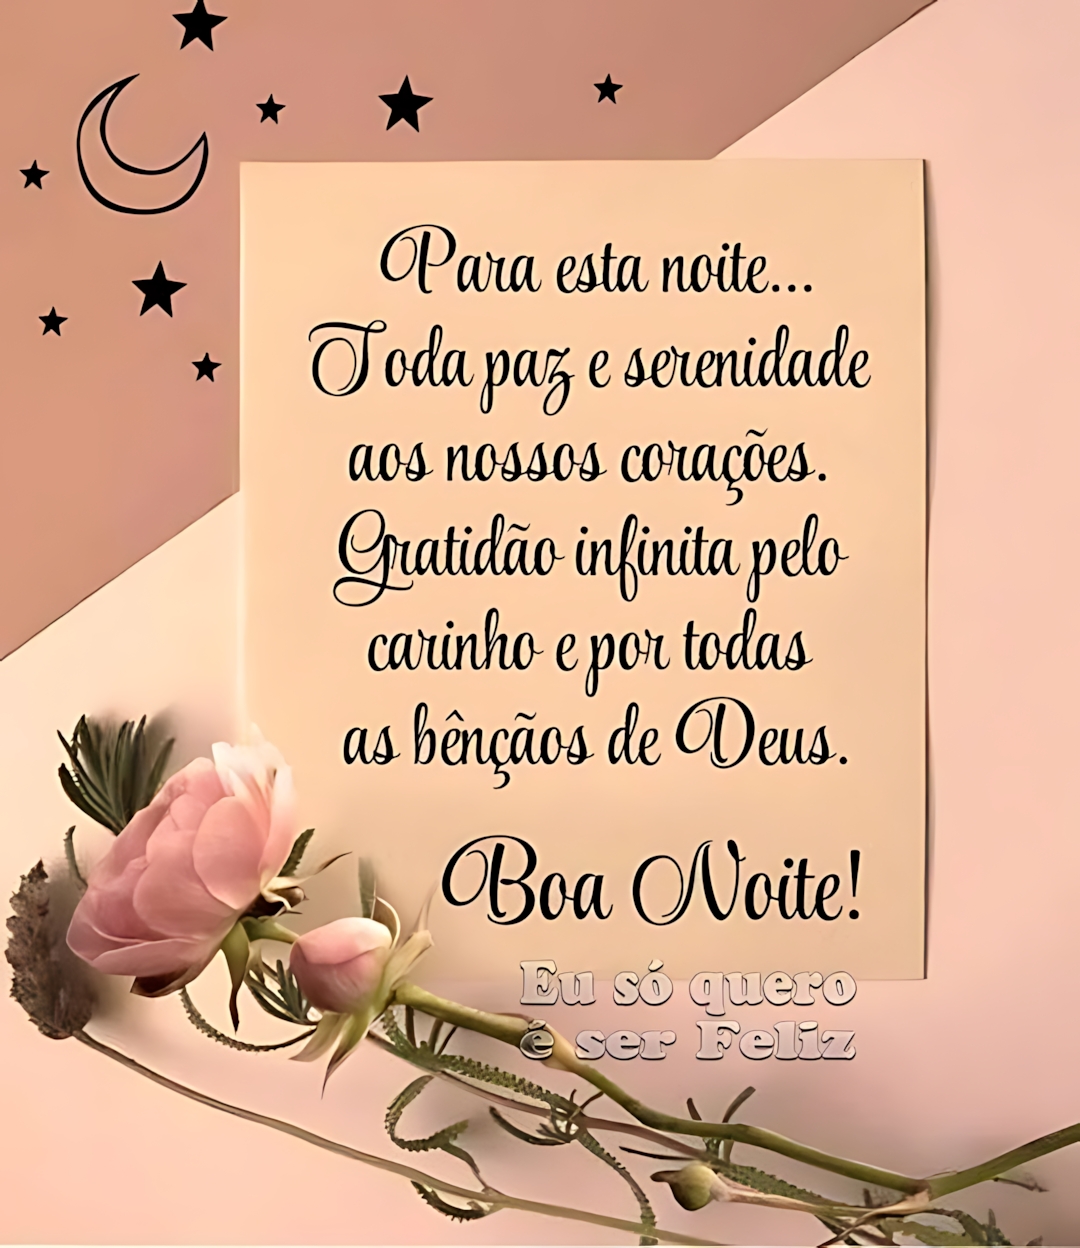 Para esta noite...
Toda paz e serenidade
aos nossos corações.
Gratidão infinita pelo
carinho e por todas
as bênçãos de Deus.
Boa Noite!
Eu só quero
é ser Feliz